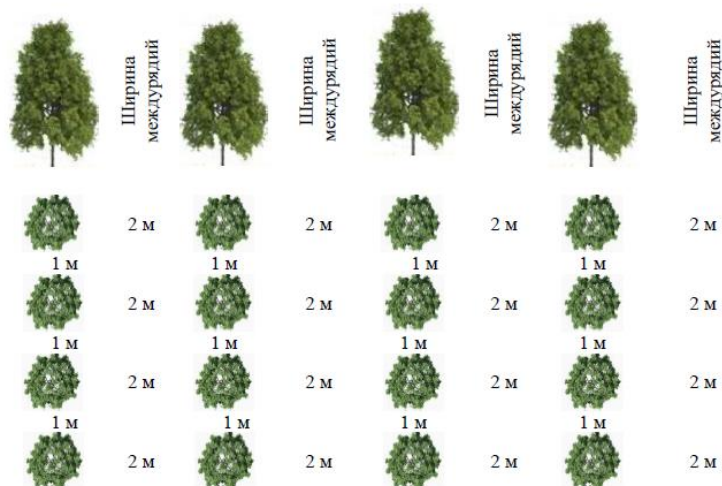 Ширина
междурядий
Ширина
междурядий
Ширина
междурядий
Ширина
междурядий
2 м 2 м 2 м 2 м
1 м 1 м 1 м 1 м
2 м 2 м 2 м 2 м
1 м 1 м 1 м 1 м
2 м 2 м 2 м 2 м
1 м 1 м 1 м 1 м
2 м 2 м 2 м 2 м